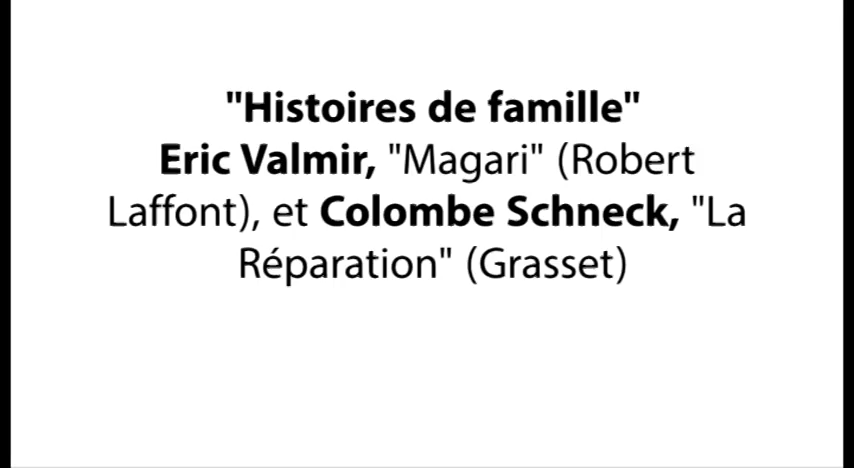 "Histoires de famille"
Eric Valmir, "Magari" (Robert
Laffont), et Colombe Schneck, "La
Réparation" (Grasset)